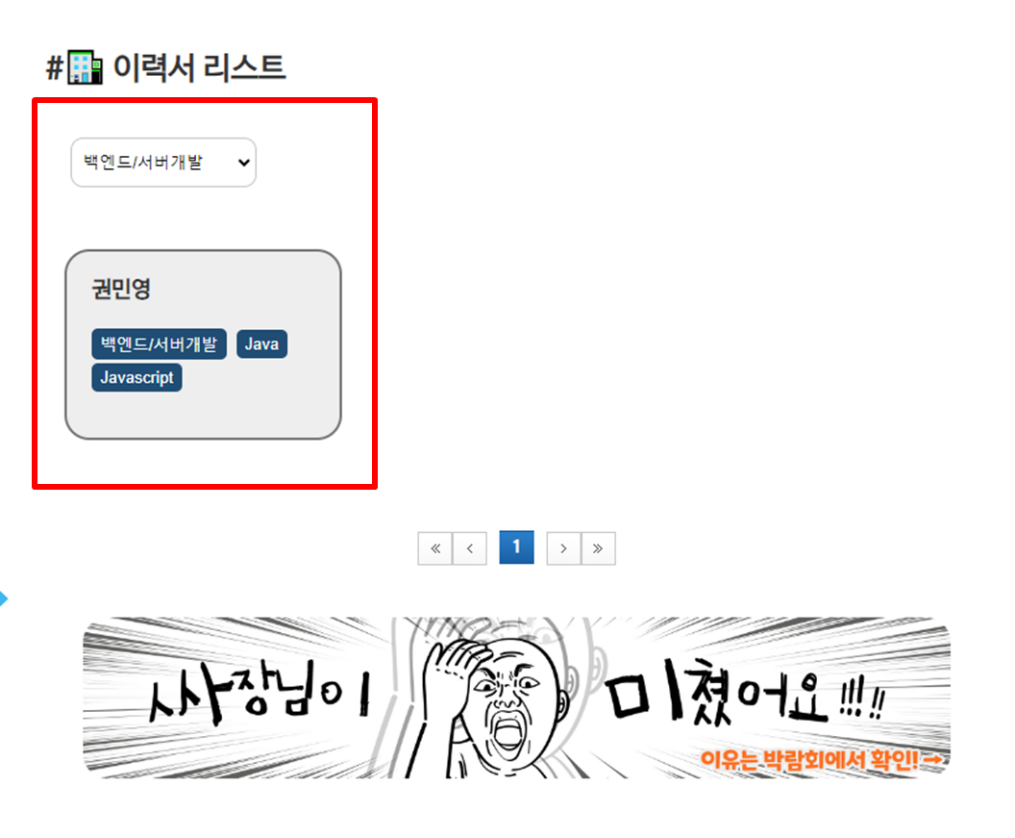 #🏢 이력서 리스트
백엔드/서버개발
권민영
백엔드/서버개발 Java
Javascript
« ‹ 1 › »
싸장님이 미쳤어요!!!!!
이유는 박람회에서 확인!→